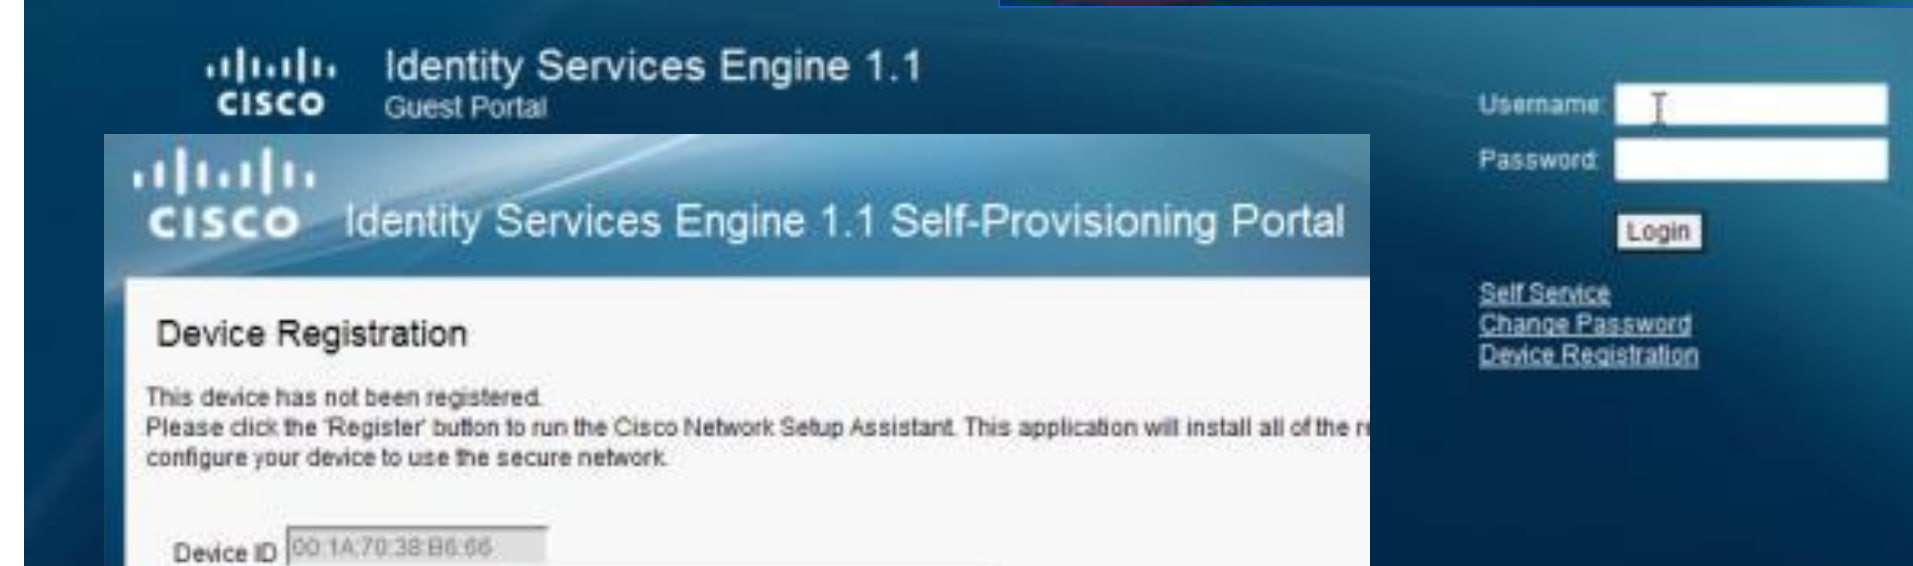 CISCO
Identity Services Engine 1.1
Guest Portal
Username:
Password:
Login
Self Service
Change Password
Device Registration
CISCO
Identity Services Engine 1.1 Self-Provisioning Portal
Device Registration
This device has not been registered.
Please click the 'Register' button to run the Cisco Network Setup Assistant. This application will install all of the
configure your device to use the secure network.
Device ID 00:1A:70:38:B6:66